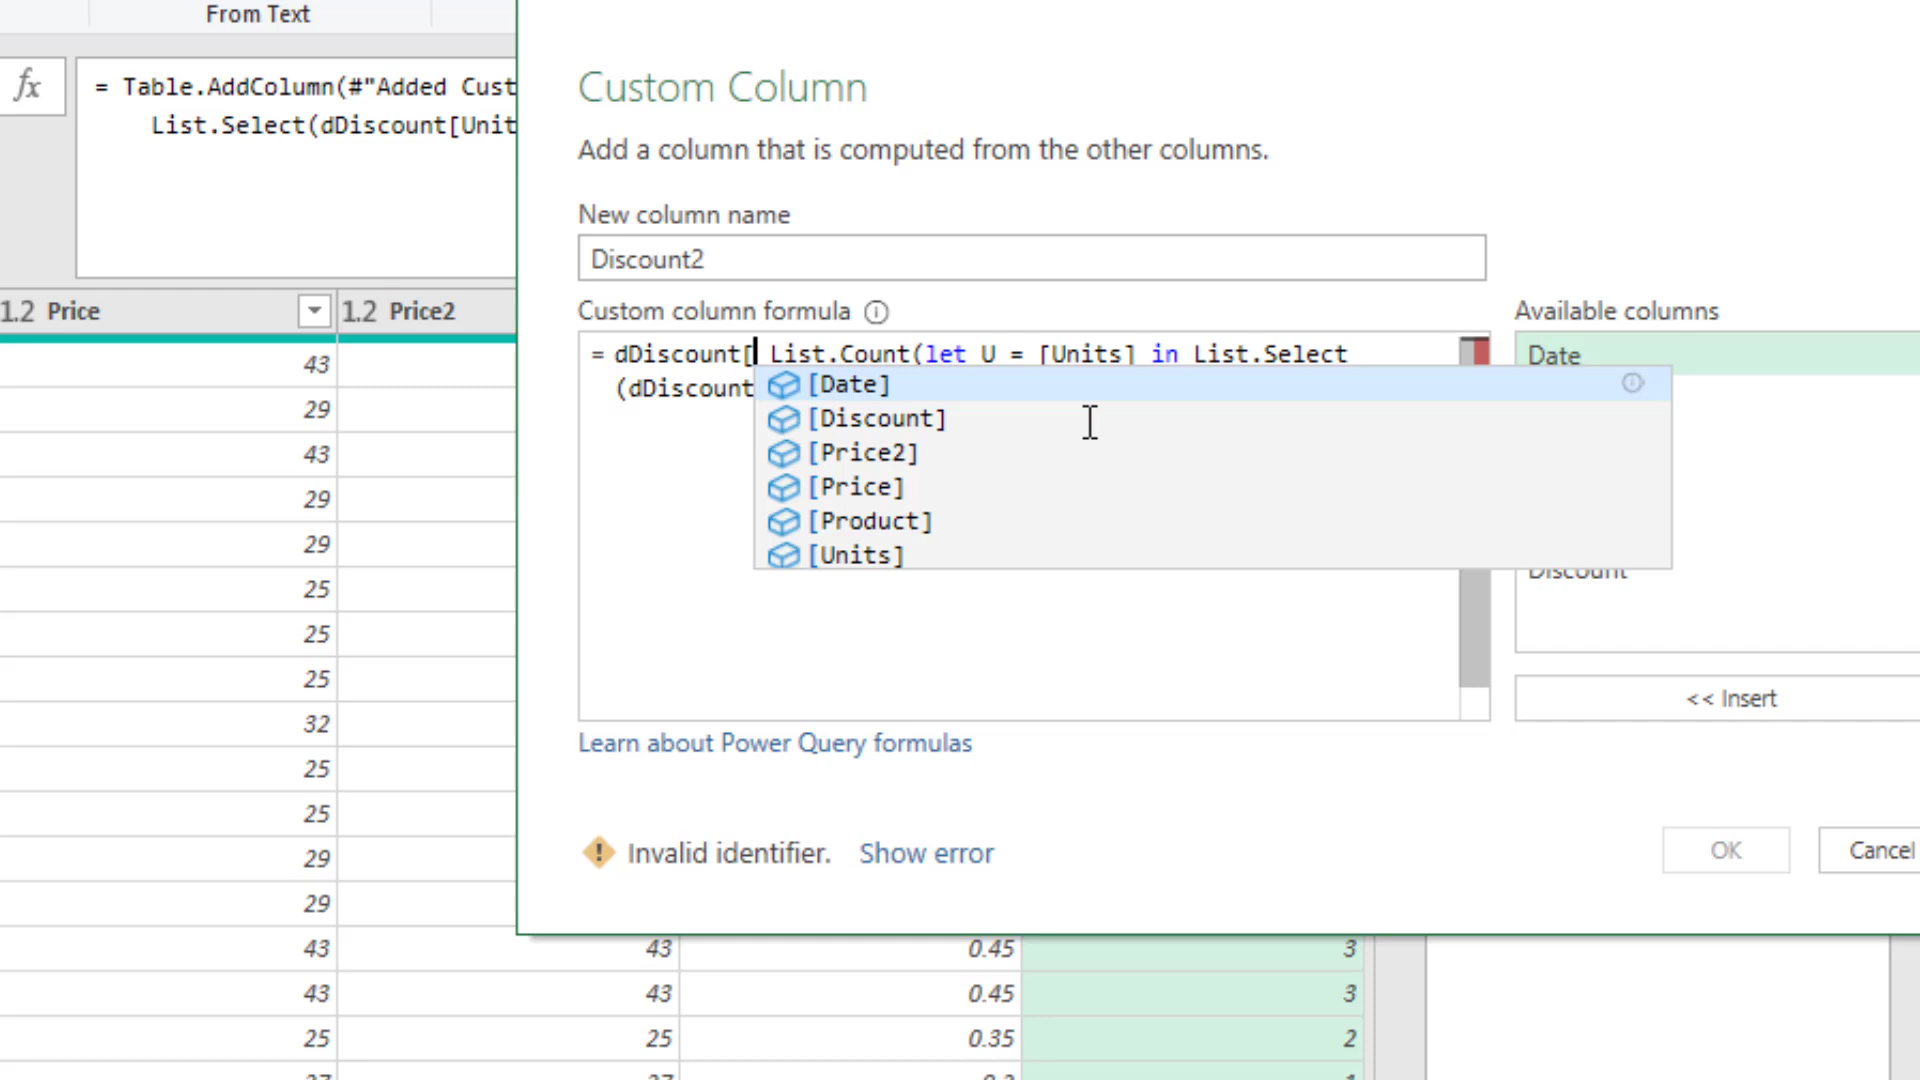 From Text
fx
= Table.AddColumn(#"Added Cust
List.Select(dDiscount[Unit
Custom Column
Add a column that is computed from the other columns.
New column name
Discount2
Custom column formula
Available columns
= dDiscount[ List.Count(let U = [Units] in List.Select
(dDiscount
Date
[Date]
[Discount]
[Price2]
[Price]
[Product]
[Units]
Discount
<< Insert
Learn about Power Query formulas
Invalid identifier. Show error
OK
Cancel
1.2 Price 1.2 Price2
43
29
43
29
29
25
25
25
32
25
25
29
29
43 43 0.45 3
43 43 0.45 3
25 25 0.35 2